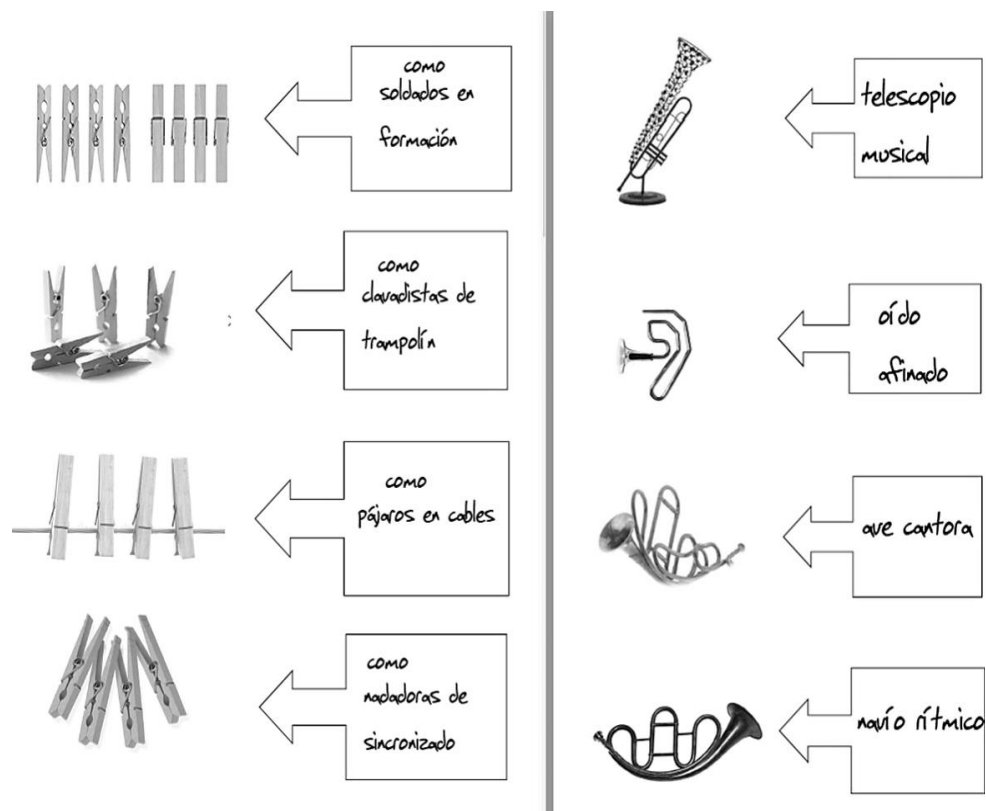 como
soldados en
formación
como
clavadistas de
trampolín
como
pájaros en cables
como
nadadoras de
sincronizado
telescopio
musical
oído
afinado
ave cantora
navío rítmico